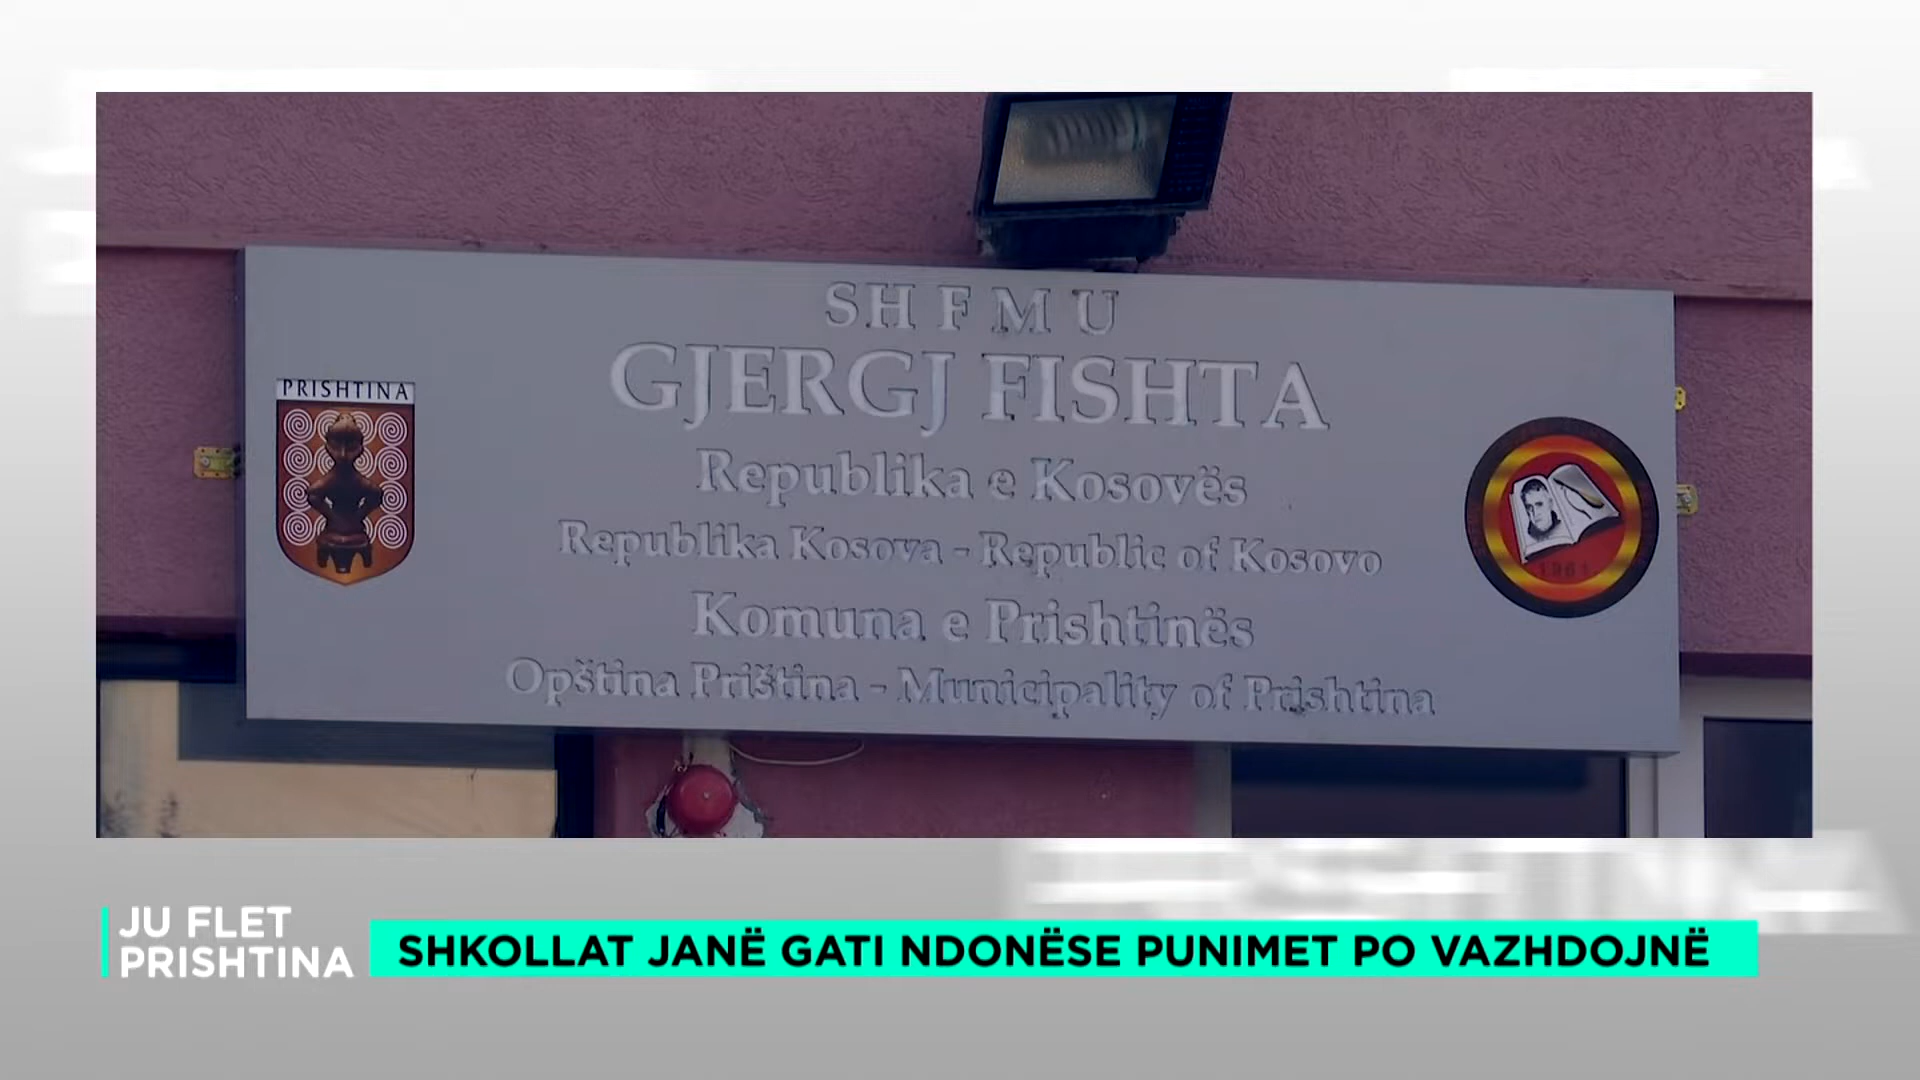 SHFMU
GJERGJ FISHTA
Republika e Kosovës
Republika Kosova - Republic of Kosovo
Komuna e Prishtinës
Opština Priština - Municipality of Prishtina
PRISHTINA
JU FLET
PRISHTINA
SHKOLLAT JANË GATI NDONËSE PUNIMET PO VAZHDOJNË